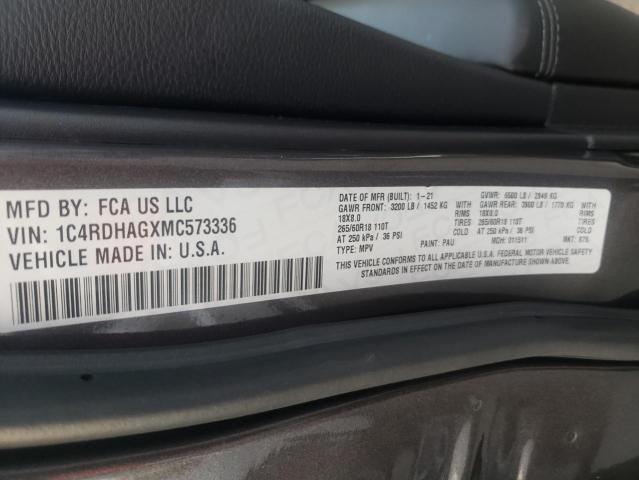 MFD BY: FCA US LLC
VIN: 1C4RDHAGXMC573336
VEHICLE MADE IN: U.S.A.
DATE OF MFR (BUILT): 1-21 GVWR: 6500 LB / 2949 KG
GAWR FRONT: 3200 LB / 1452 KG WITH GAWR REAR: 3900 LB / 1770 KG WITH
18X8.0 RIMS 18X8.0 RIMS
265/60R18 110T TIRES 265/60R18 110T TIRES
AT 250 kPa / 36 PSI COLD AT 250 kPa / 36 PSI COLD
TYPE: MPV PAINT: PAU MDH: 011511 MKT:
THIS VEHICLE CONFORMS TO ALL APPLICABLE U.S.A. FEDERAL MOTOR VEHICLE SAFETY
STANDARDS IN EFFECT ON THE DATE OF MANUFACTURE SHOWN ABOVE.